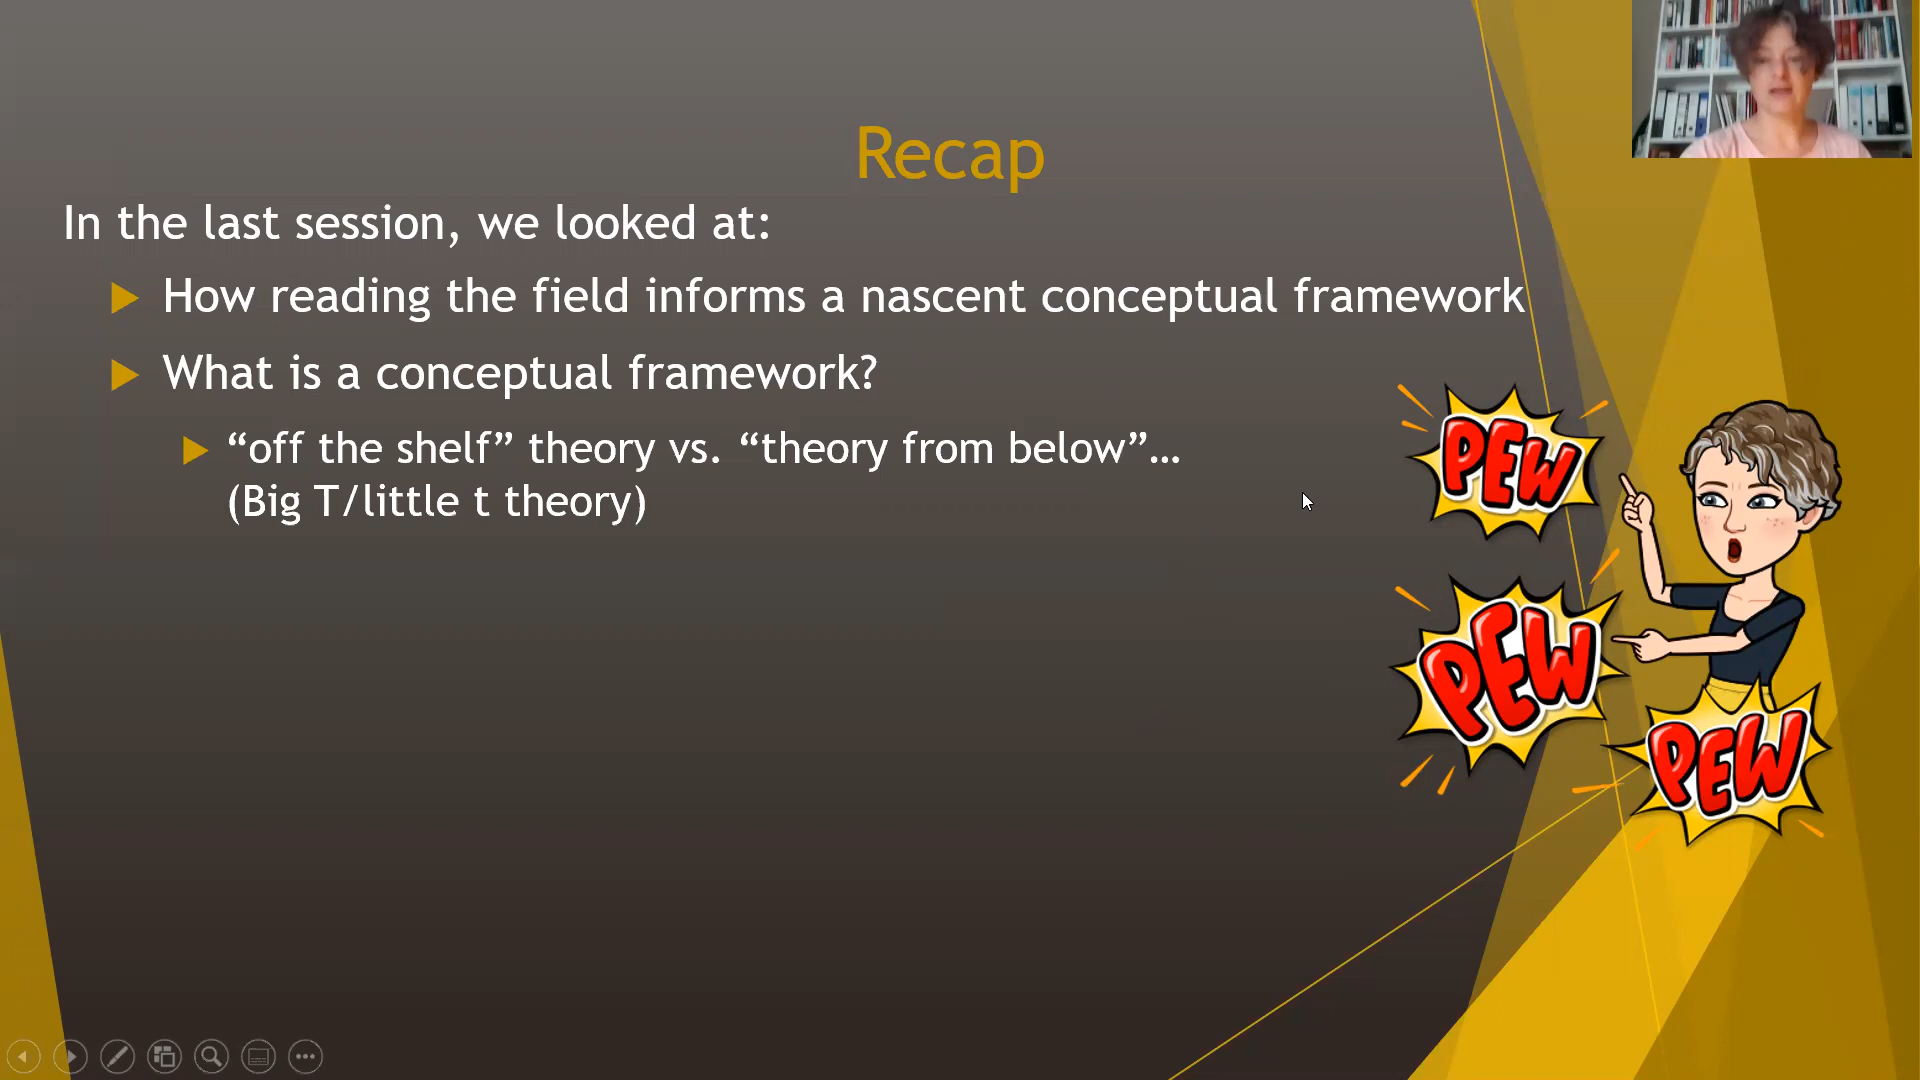 Recap
In the last session, we looked at:
How reading the field informs a nascent conceptual framework
What is a conceptual framework?
“off the shelf” theory vs. “theory from below”…
(Big T/little t theory)
PEW
PEW
PEW